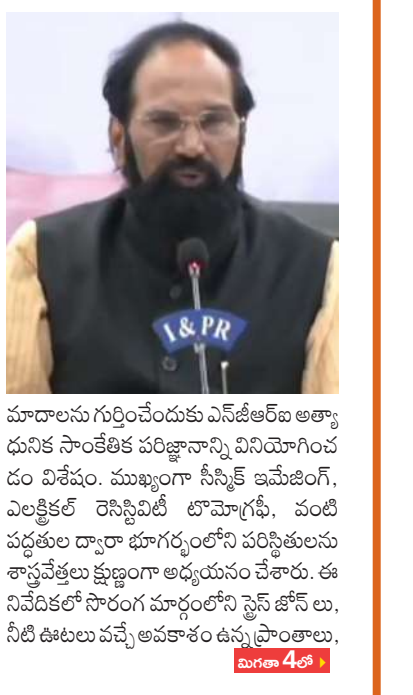 I & PR
మాదాలను గుర్తించేందుకు ఎన్‌జీఆర్‌ఐ అత్యా
ధునిక సాంకేతిక పరిజ్ఞానాన్ని వినియోగించ
డం విశేషం. ముఖ్యంగా సీస్మిక్ ఇమేజింగ్,
ఎలక్ట్రికల్ రెసిస్టివిటీ టొమోగ్రఫీ, వంటి
పద్ధతుల ద్వారా భూగర్భంలోని పరిస్థితులను
శాస్త్రవేత్తలు క్షుణ్ణంగా అధ్యయనం చేశారు. ఈ
నివేదికలో సొరంగ మార్గంలోని స్ట్రెస్ జోన్ లు,
నీటి ఊటలు వచ్చే అవకాశం ఉన్న ప్రాంతాలు,
మిగతా 4లో